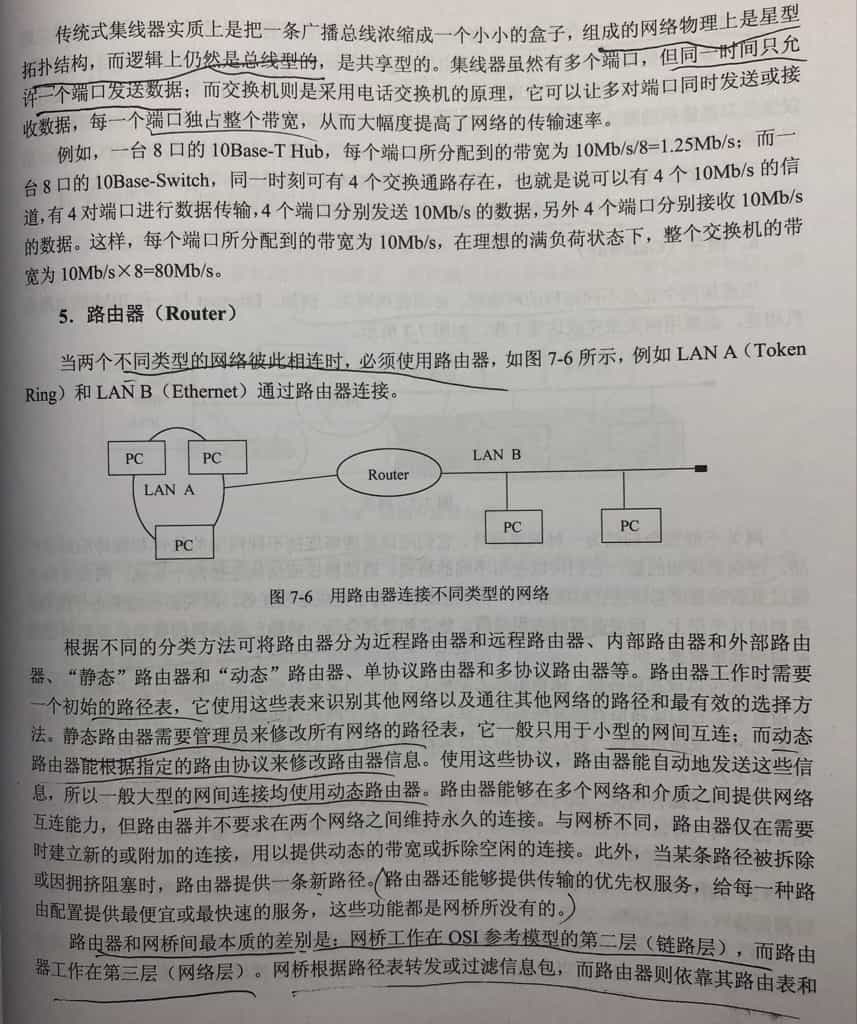 传统式集线器实质上是把一条广播总线浓缩成一个小小的盒子，组成的网络物理上是星型
拓扑结构，而逻辑上仍然是总线型的，是共享型的。集线器虽然有多个端口，但同一时间只允
许一个端口发送数据；而交换机则是采用电话交换机的原理，它可以让多对端口同时发送或接
收数据，每一个端口独占整个带宽，从而大幅度提高了网络的传输速率。
例如，一台 8 口的 10Base-T Hub，每个端口所分配到的带宽为 10Mb/s/8=1.25Mb/s；而一
台 8 口的 10Base-Switch，同一时刻可有 4 个交换通路存在，也就是说可以有 4 个 10Mb/s 的信
道，有 4 对端口进行数据传输，4 个端口分别发送 10Mb/s 的数据，另外 4 个端口分别接收 10Mb/s
的数据。这样，每个端口所分配到的带宽为 10Mb/s，在理想的满负荷状态下，整个交换机的带
宽为 10Mb/s×8=80Mb/s。
5. 路由器（Router）
当两个不同类型的网络彼此相连时，必须使用路由器，如图 7-6 所示，例如 LAN A（Token
Ring）和 LAN B（Ethernet）通过路由器连接。
PC PC
LAN A
PC
Router
LAN B
PC PC
图 7-6 用路由器连接不同类型的网络
根据不同的分类方法可将路由器分为近程路由器和远程路由器、内部路由器和外部路由
器、“静态”路由器和“动态”路由器、单协议路由器和多协议路由器等。路由器工作时需要
一个初始的路径表，它使用这些表来识别其他网络以及通往其他网络的路径和最有效的选择方
法。静态路由器需要管理员来修改所有网络的路径表，它一般只用于小型的网间互连；而动态
路由器能根据指定的路由协议来修改路由器信息。使用这些协议，路由器能自动地发送这些信
息，所以一般大型的网间连接均使用动态路由器。路由器能够在多个网络和介质之间提供网络
互连能力，但路由器并不要求在两个网络之间维持永久的连接。与网桥不同，路由器仅在需要
时建立新的或附加的连接，用以提供动态的带宽或拆除空闲的连接。此外，当某条路径被拆除
或因拥挤阻塞时，路由器提供一条新路径。路由器还能够提供传输的优先权服务，给每一种路
由配置提供最便宜或最快速的服务，这些功能都是网桥所没有的。
路由器和网桥间最本质的差别是：网桥工作在 OSI 参考模型的第二层（链路层），而路由
器工作在第三层（网络层）。网桥根据路径表转发或过滤信息包，而路由器则依靠其路由表和